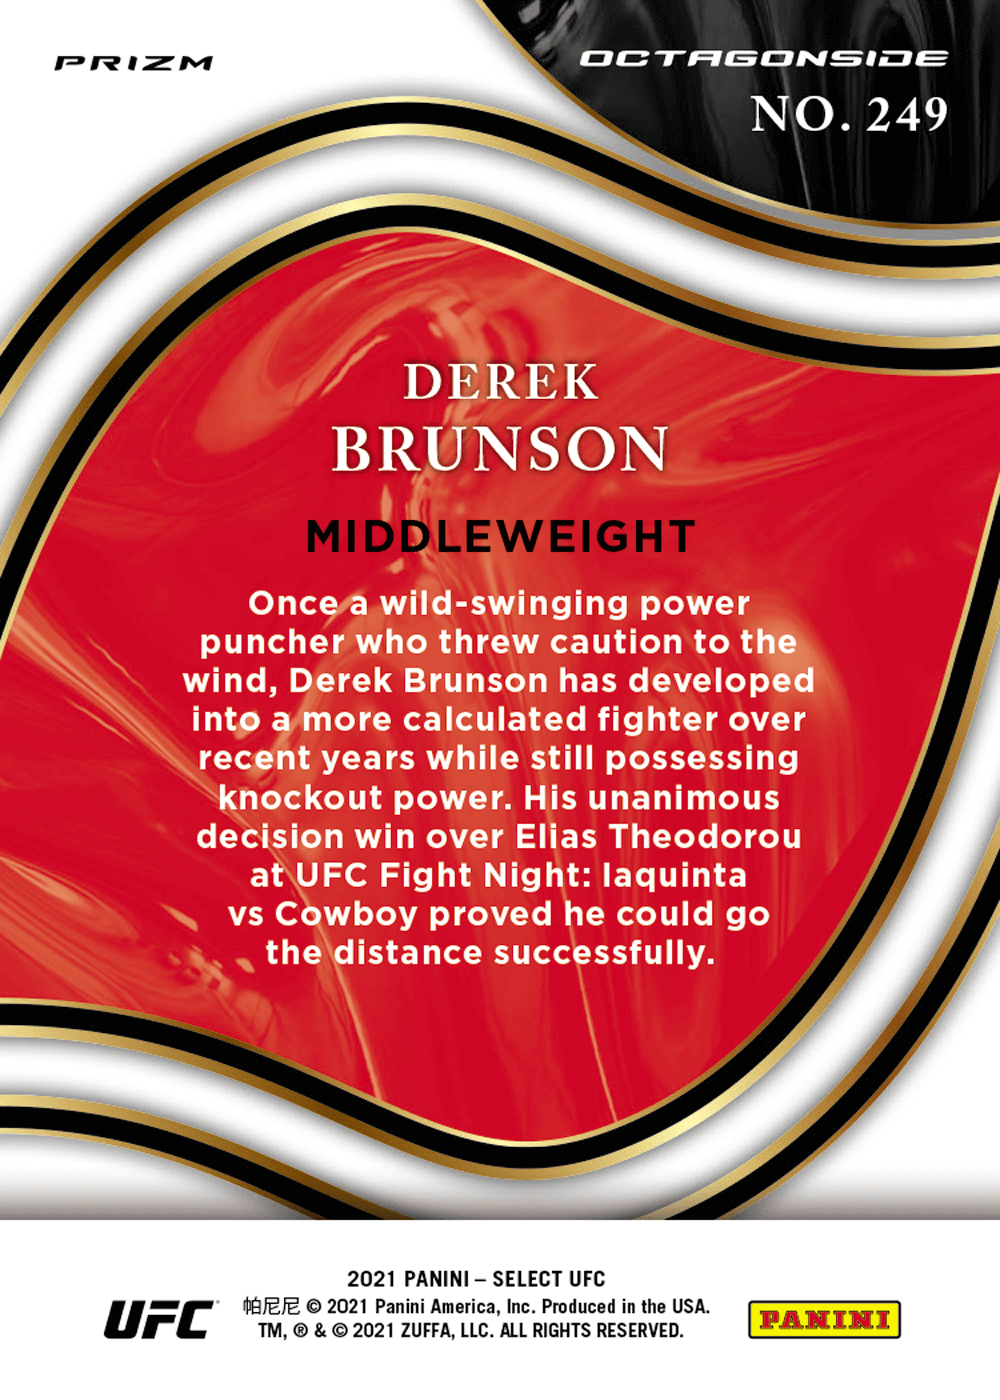 PRIZM
OCTAGONSIDE
NO. 249
DEREK
BRUNSON
MIDDLEWEIGHT
Once a wild-swinging power
puncher who threw caution to the
wind, Derek Brunson has developed
into a more calculated fighter over
recent years while still possessing
knockout power. His unanimous
decision win over Elias Theodorou
at UFC Fight Night: Iaquinta
vs Cowboy proved he could go
the distance successfully.
2021 PANINI – SELECT UFC
帕尼尼 © 2021 Panini America, Inc. Produced in the USA.
TM, ® & © 2021 ZUFFA, LLC. ALL RIGHTS RESERVED.
UFC
PANINI